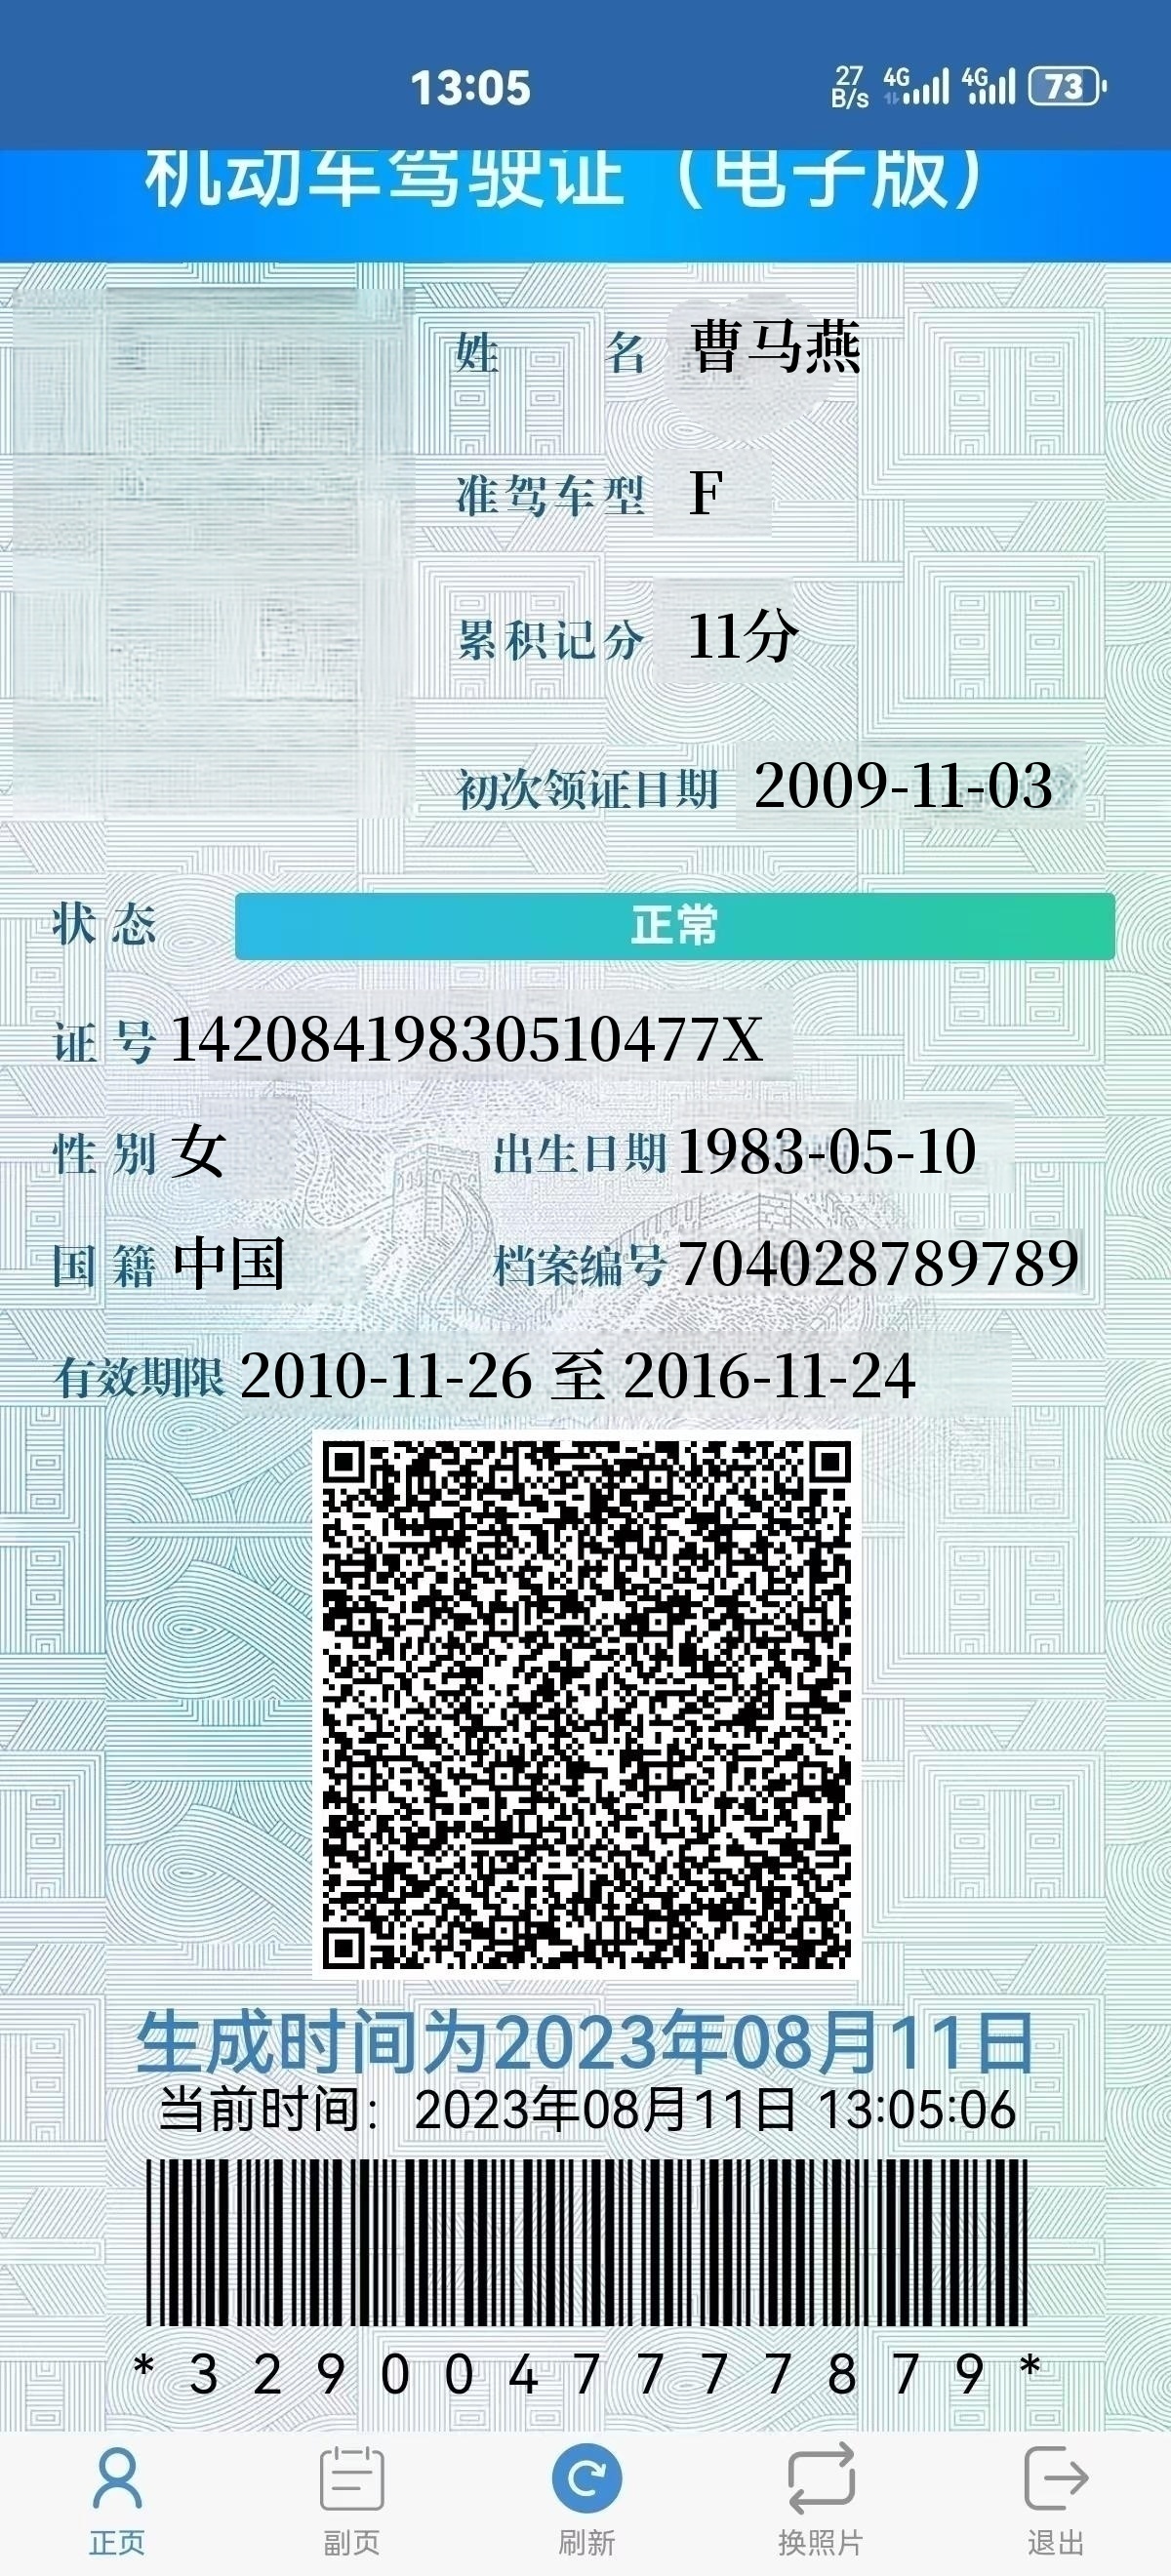 13:05
27 B/s 4G 4G 73
机动车驾驶证（电子版）
姓名 曹马燕
准驾车型 F
累积记分 11分
初次领证日期 2009-11-03
状态 正常
证号 14208419830510477X
性别 女 出生日期 1983-05-10
国籍 中国 档案编号 704028789789
有效期限 2010-11-26 至 2016-11-24
生成时间为2023年08月11日
当前时间： 2023年08月11日 13:05:06
*3290047777879*
正页 副页 刷新 换照片 退出